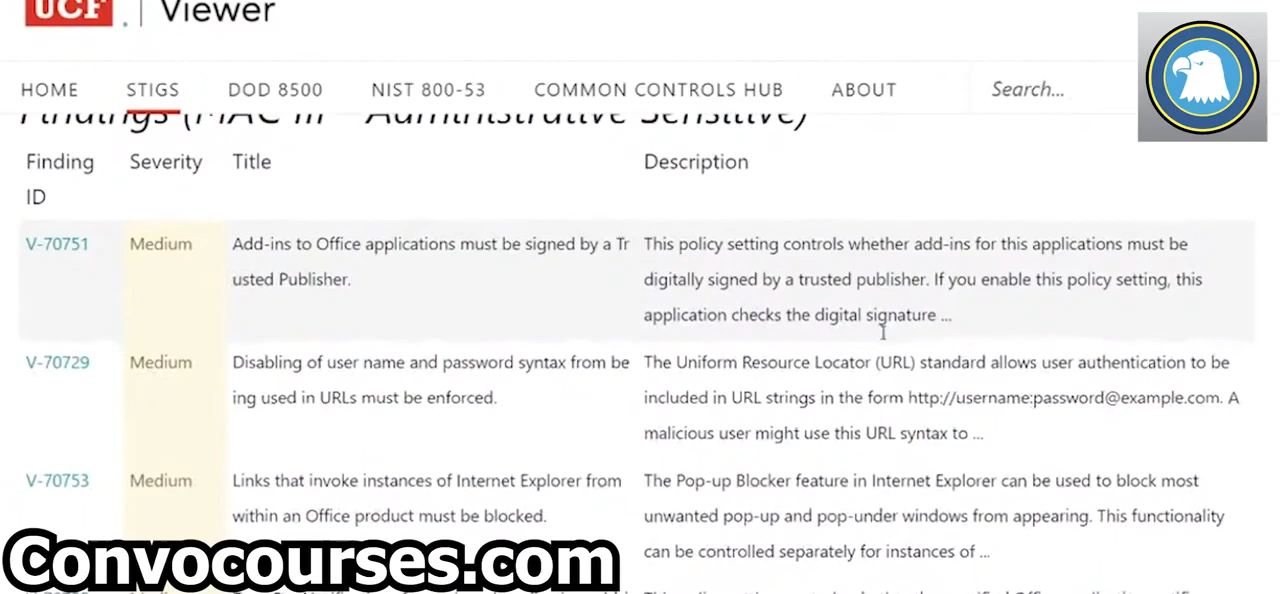 UCF Viewer
HOME STIGS DOD 8500 NIST 800-53 COMMON CONTROLS HUB ABOUT Search...
Findings (MAC III - Administrative Sensitive)
Finding ID Severity Title Description
V-70751 Medium Add-ins to Office applications must be signed by a Tr
usted Publisher.
This policy setting controls whether add-ins for this applications must be
digitally signed by a trusted publisher. If you enable this policy setting, this
application checks the digital signature ...
V-70729 Medium Disabling of user name and password syntax from be
ing used in URLs must be enforced.
The Uniform Resource Locator (URL) standard allows user authentication to be
included in URL strings in the form http://username:password@example.com. A
malicious user might use this URL syntax to ...
V-70753 Medium Links that invoke instances of Internet Explorer from
within an Office product must be blocked.
The Pop-up Blocker feature in Internet Explorer can be used to block most
unwanted pop-up and pop-under windows from appearing. This functionality
can be controlled separately for instances of ...
Convocourses.com